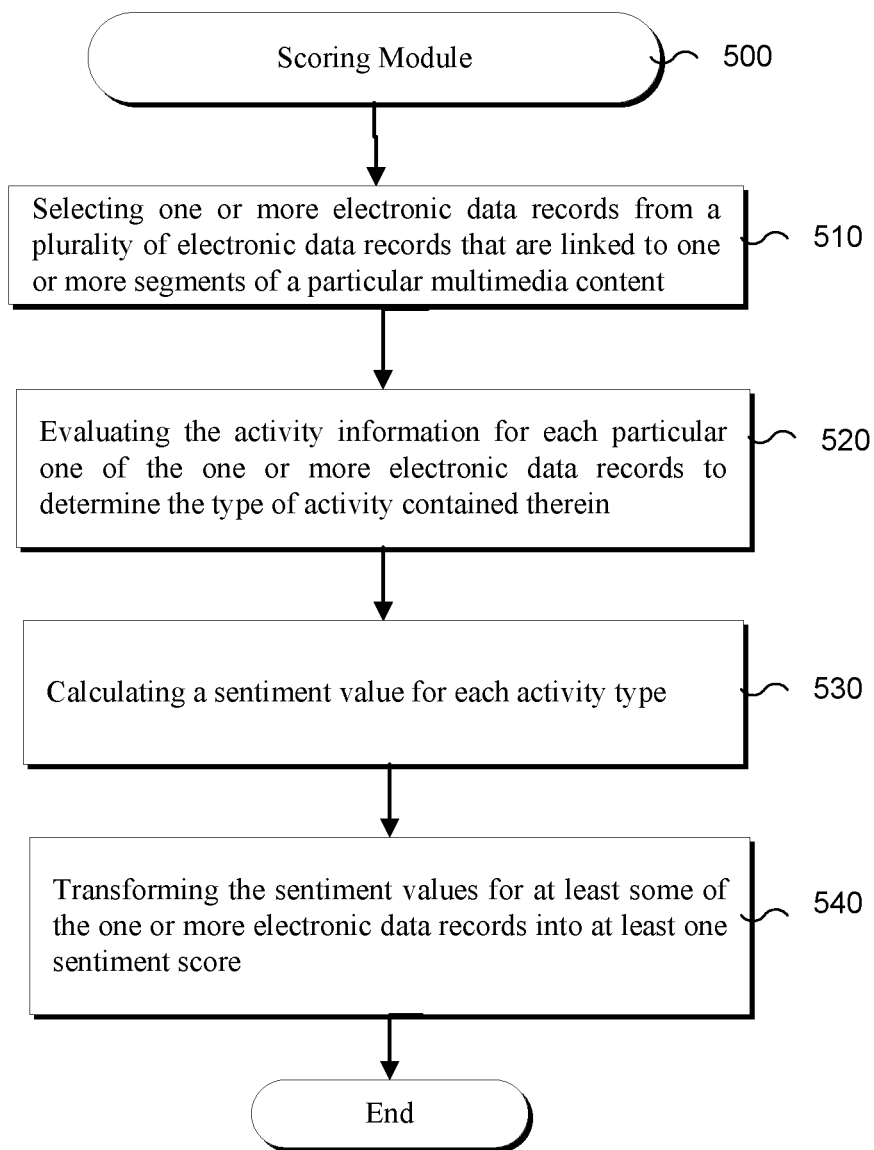 Scoring Module
500
Selecting one or more electronic data records from a
plurality of electronic data records that are linked to one
or more segments of a particular multimedia content
510
Evaluating the activity information for each particular
one of the one or more electronic data records to
determine the type of activity contained therein
520
Calculating a sentiment value for each activity type
530
Transforming the sentiment values for at least some of
the one or more electronic data records into at least one
sentiment score
540
End